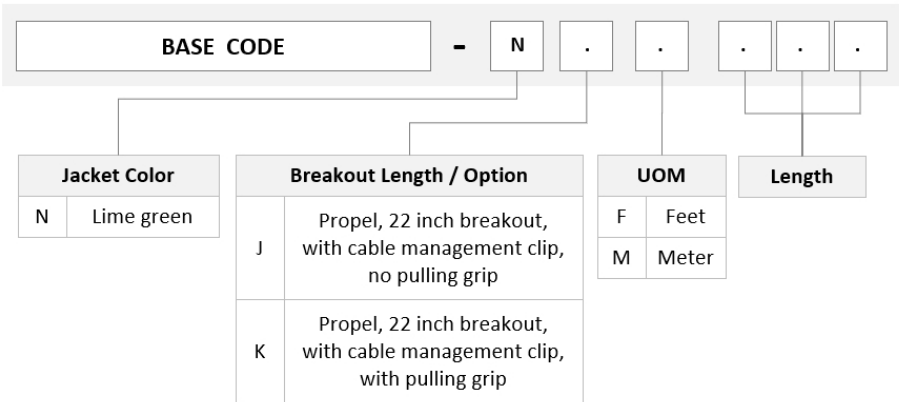 BASE CODE - N . . . . .
Jacket Color
N Lime green
Breakout Length / Option
J Propel, 22 inch breakout,
with cable management clip,
no pulling grip
K Propel, 22 inch breakout,
with cable management clip,
with pulling grip
UOM
F Feet
M Meter
Length